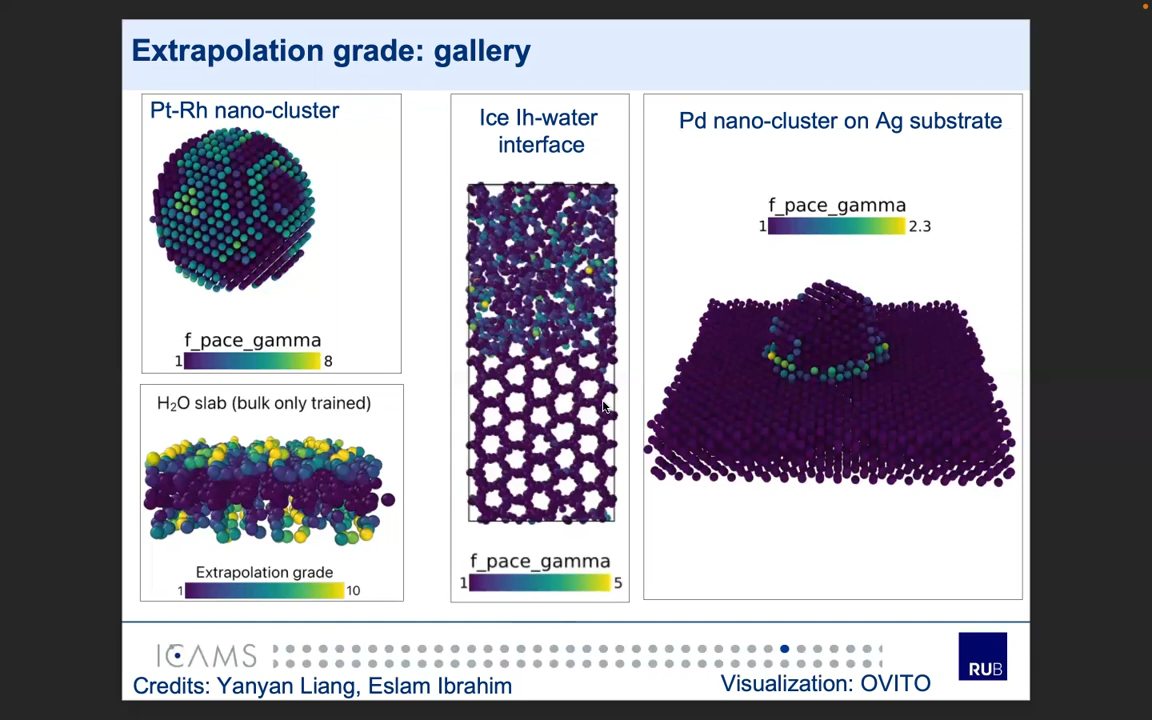 Extrapolation grade: gallery
Pt-Rh nano-cluster
f_pace_gamma
1 8
H₂O slab (bulk only trained)
Extrapolation grade
1 10
Ice Ih-water
interface
f_pace_gamma
1 5
Pd nano-cluster on Ag substrate
f_pace_gamma
1 2.3
ICAMS
RUB
Credits: Yanyan Liang, Eslam Ibrahim
Visualization: OVITO